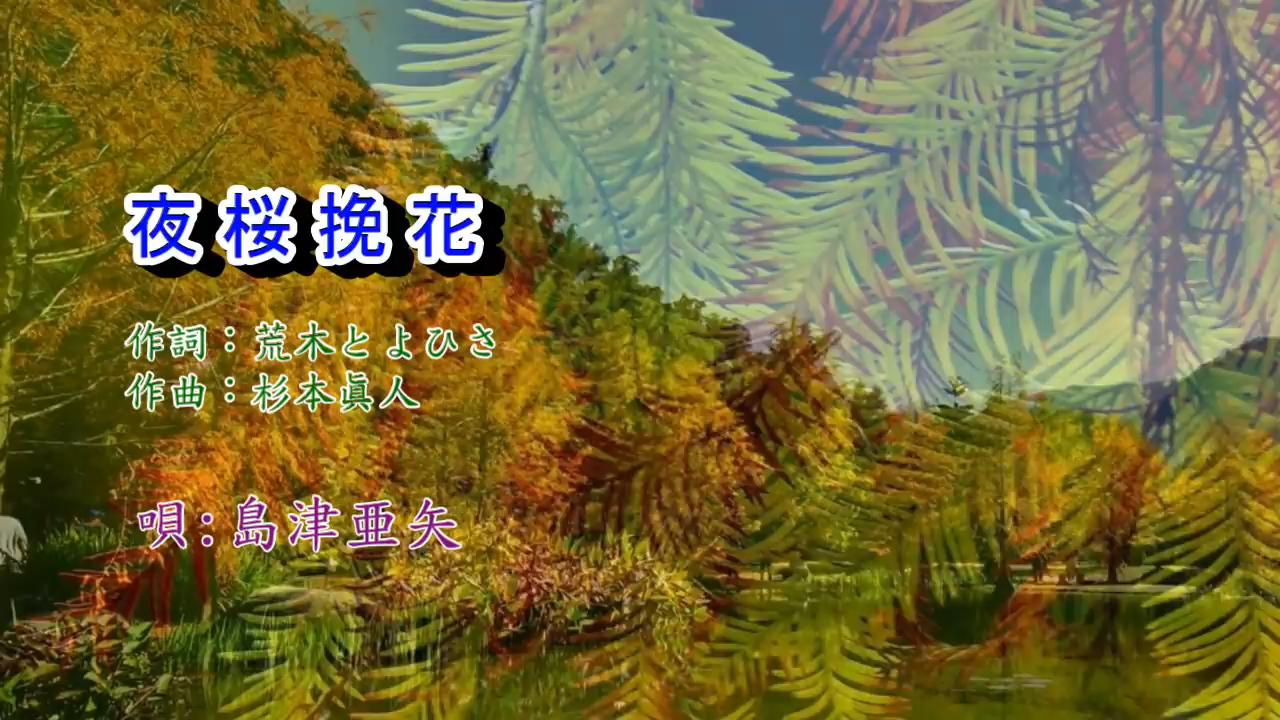 夜桜挽花
作詞：荒木とよひさ
作曲：杉本眞人
唄:島津亜矢